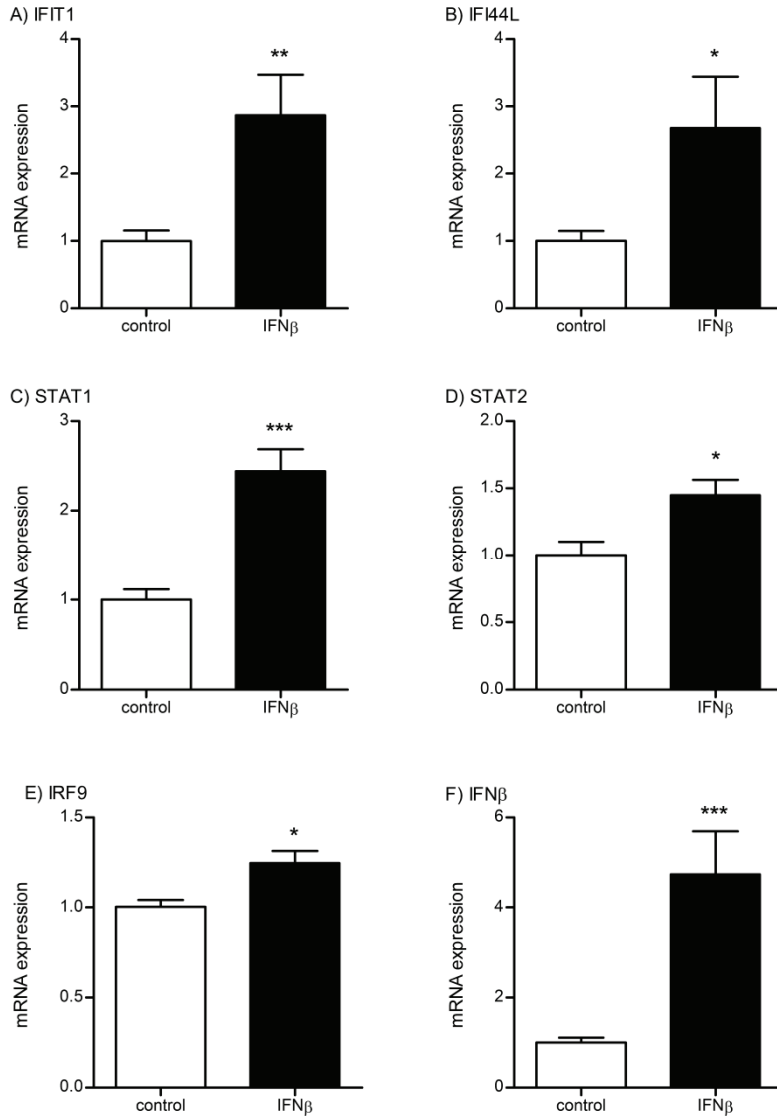 A) IFIT1
B) IFI44L
mRNA expression
4
3
2
1
0
**
control
IFNβ
mRNA expression
4
3
2
1
0
*
control
IFNβ
C) STAT1
D) STAT2
mRNA expression
3
2
1
0
***
control
IFNβ
mRNA expression
2.0
1.5
1.0
0.5
0.0
*
control
IFNβ
E) IRF9
F) IFNβ
mRNA expression
1.5
1.0
0.5
0.0
*
control
IFNβ
mRNA expression
6
4
2
0
***
control
IFNβ